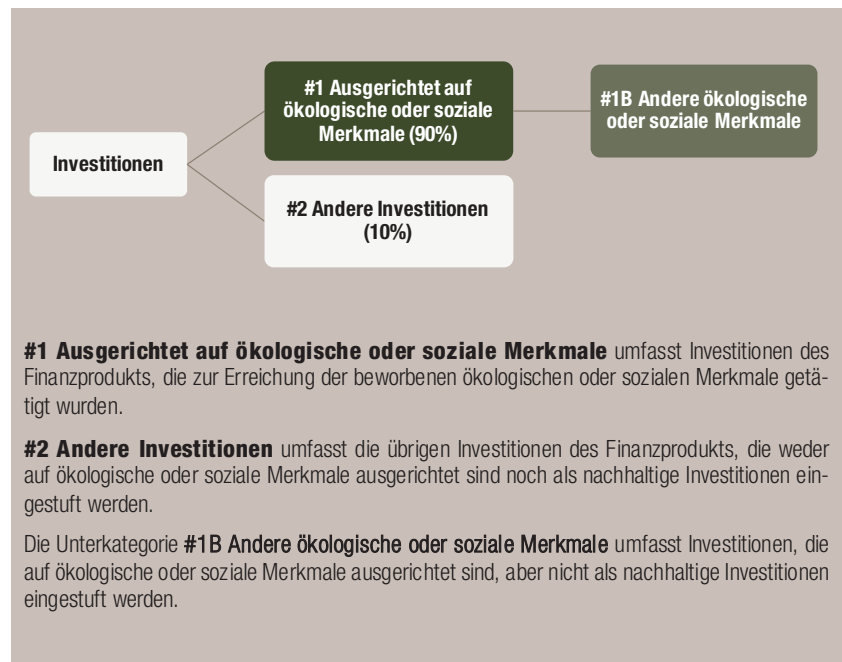 #1 Ausgerichtet auf
ökologische oder soziale
Merkmale (90%)
#1B Andere ökologische
oder soziale Merkmale
Investitionen
#2 Andere Investitionen
(10%)
#1 Ausgerichtet auf ökologische oder soziale Merkmale umfasst Investitionen des
Finanzprodukts, die zur Erreichung der beworbenen ökologischen oder sozialen Merkmale getä-
tigt wurden.
#2 Andere Investitionen umfasst die übrigen Investitionen des Finanzprodukts, die weder
auf ökologische oder soziale Merkmale ausgerichtet sind noch als nachhaltige Investitionen ein-
gestuft werden.
Die Unterkategorie #1B Andere ökologische oder soziale Merkmale umfasst Investitionen, die
auf ökologische oder soziale Merkmale ausgerichtet sind, aber nicht als nachhaltige Investitionen
eingestuft werden.